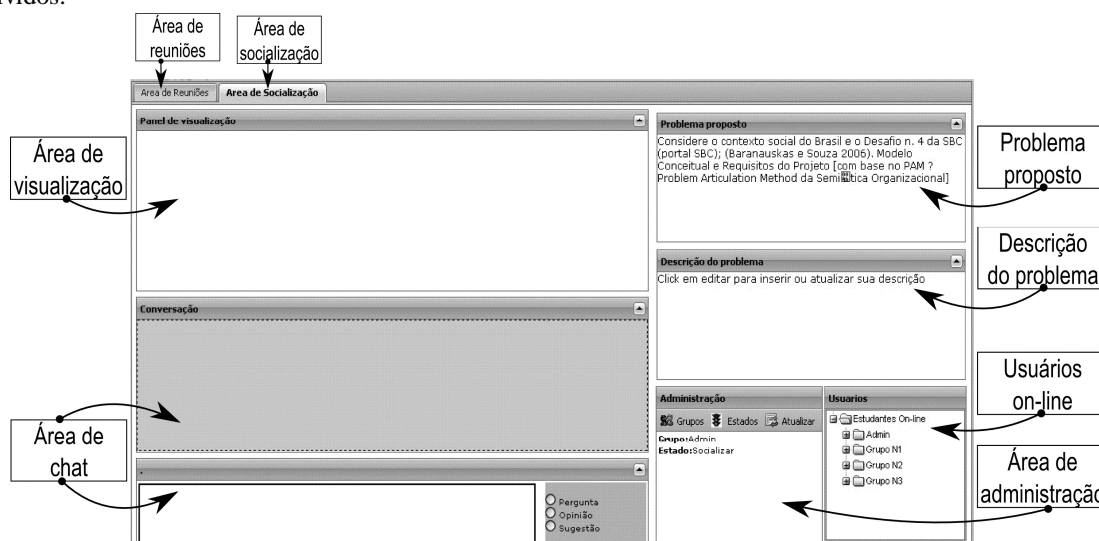 vidos.
Área de
reuniões
Área de
socialização
Area de Reuniões
Area de Socialização
Panel de visualização
Problema proposto
Considere o contexto social do Brasil e o Desafio n. 4 da SBC
(portal SBC); (Baranauskas e Souza 2006). Modelo
Conceitual e Requisitos do Projeto [com base no PAM ?
Problem Articulation Method da Semi tica Organizacional]
Área de
visualização
Problema
proposto
Descrição do problema
Click em editar para inserir ou atualizar sua descrição
Descrição
do problema
Conversação
Administração
Grupos Estados Atualizar
Grupo:Admin
Estado:Socializar
Usuarios
Estudantes On-line
Admin
Grupo N1
Grupo N2
Grupo N3
Usuários
on-line
Área de
chat
.
Pergunta
Opinião
Sugestão
Área de
administração